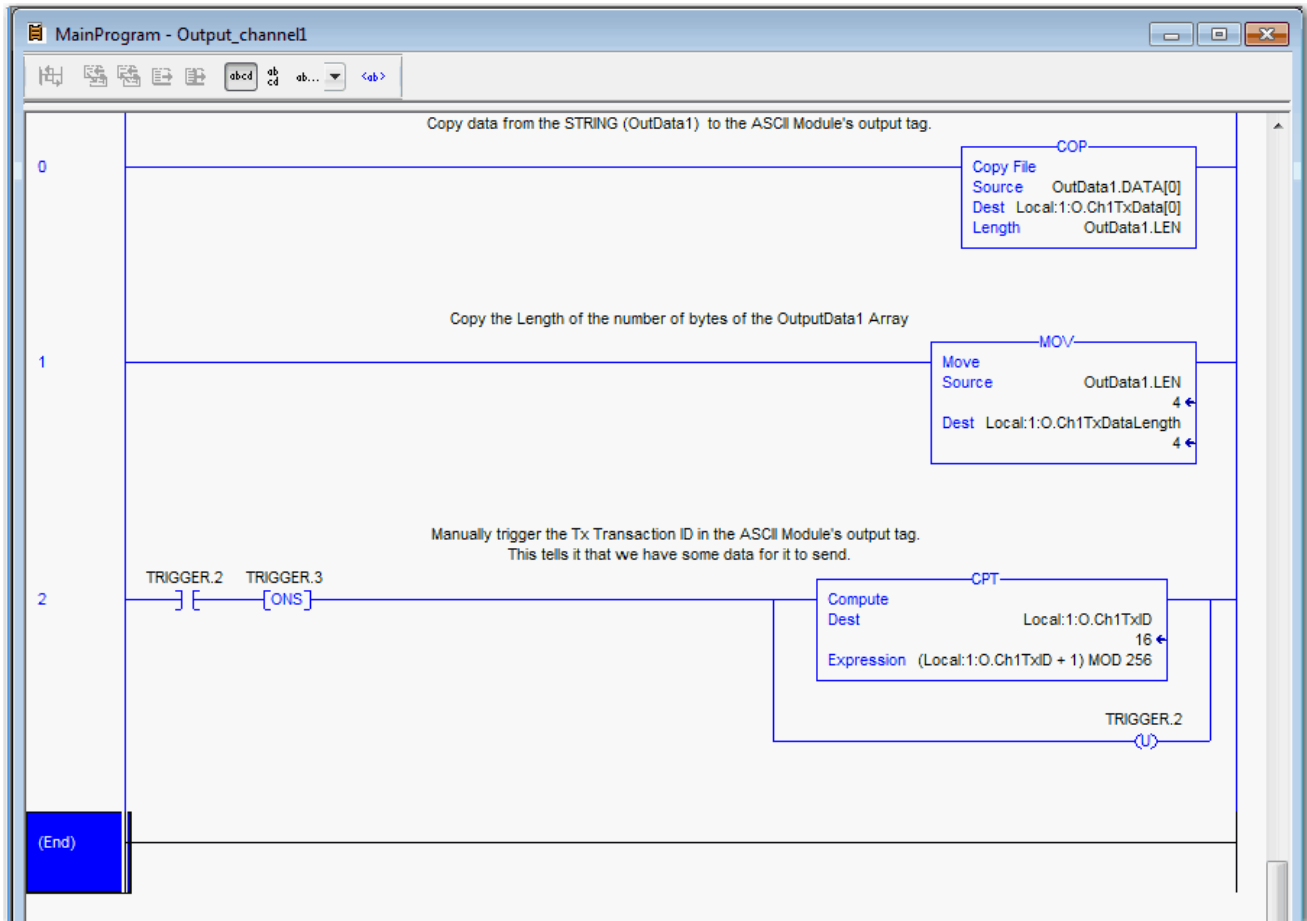 MainProgram - Output_channel1
abcd ab cd ab... <ab>
Copy data from the STRING (OutData1) to the ASCII Module's output tag.
0
COP
Copy File
Source OutData1.DATA[0]
Dest Local:1:O.Ch1TxData[0]
Length OutData1.LEN
Copy the Length of the number of bytes of the OutputData1 Array
1
MOV
Move
Source OutData1.LEN
4
Dest Local:1:O.Ch1TxDataLength
4
Manually trigger the Tx Transaction ID in the ASCII Module's output tag.
This tells it that we have some data for it to send.
2
TRIGGER.2 TRIGGER.3
ONS
CPT
Compute
Dest Local:1:O.Ch1TxID
16
Expression (Local:1:O.Ch1TxID + 1) MOD 256
TRIGGER.2
U
(End)